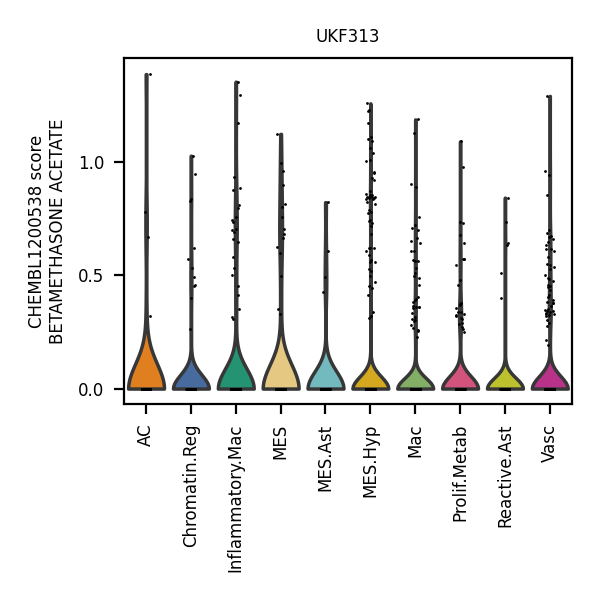 UKF313
CHEMBL1200538 score
BETAMETHASONE ACETATE
1.0
0.5
0.0
AC
Chromatin.Reg
Inflammatory.Mac
MES
MES.Ast
MES.Hyp
Mac
Prolif.Metab
Reactive.Ast
Vasc